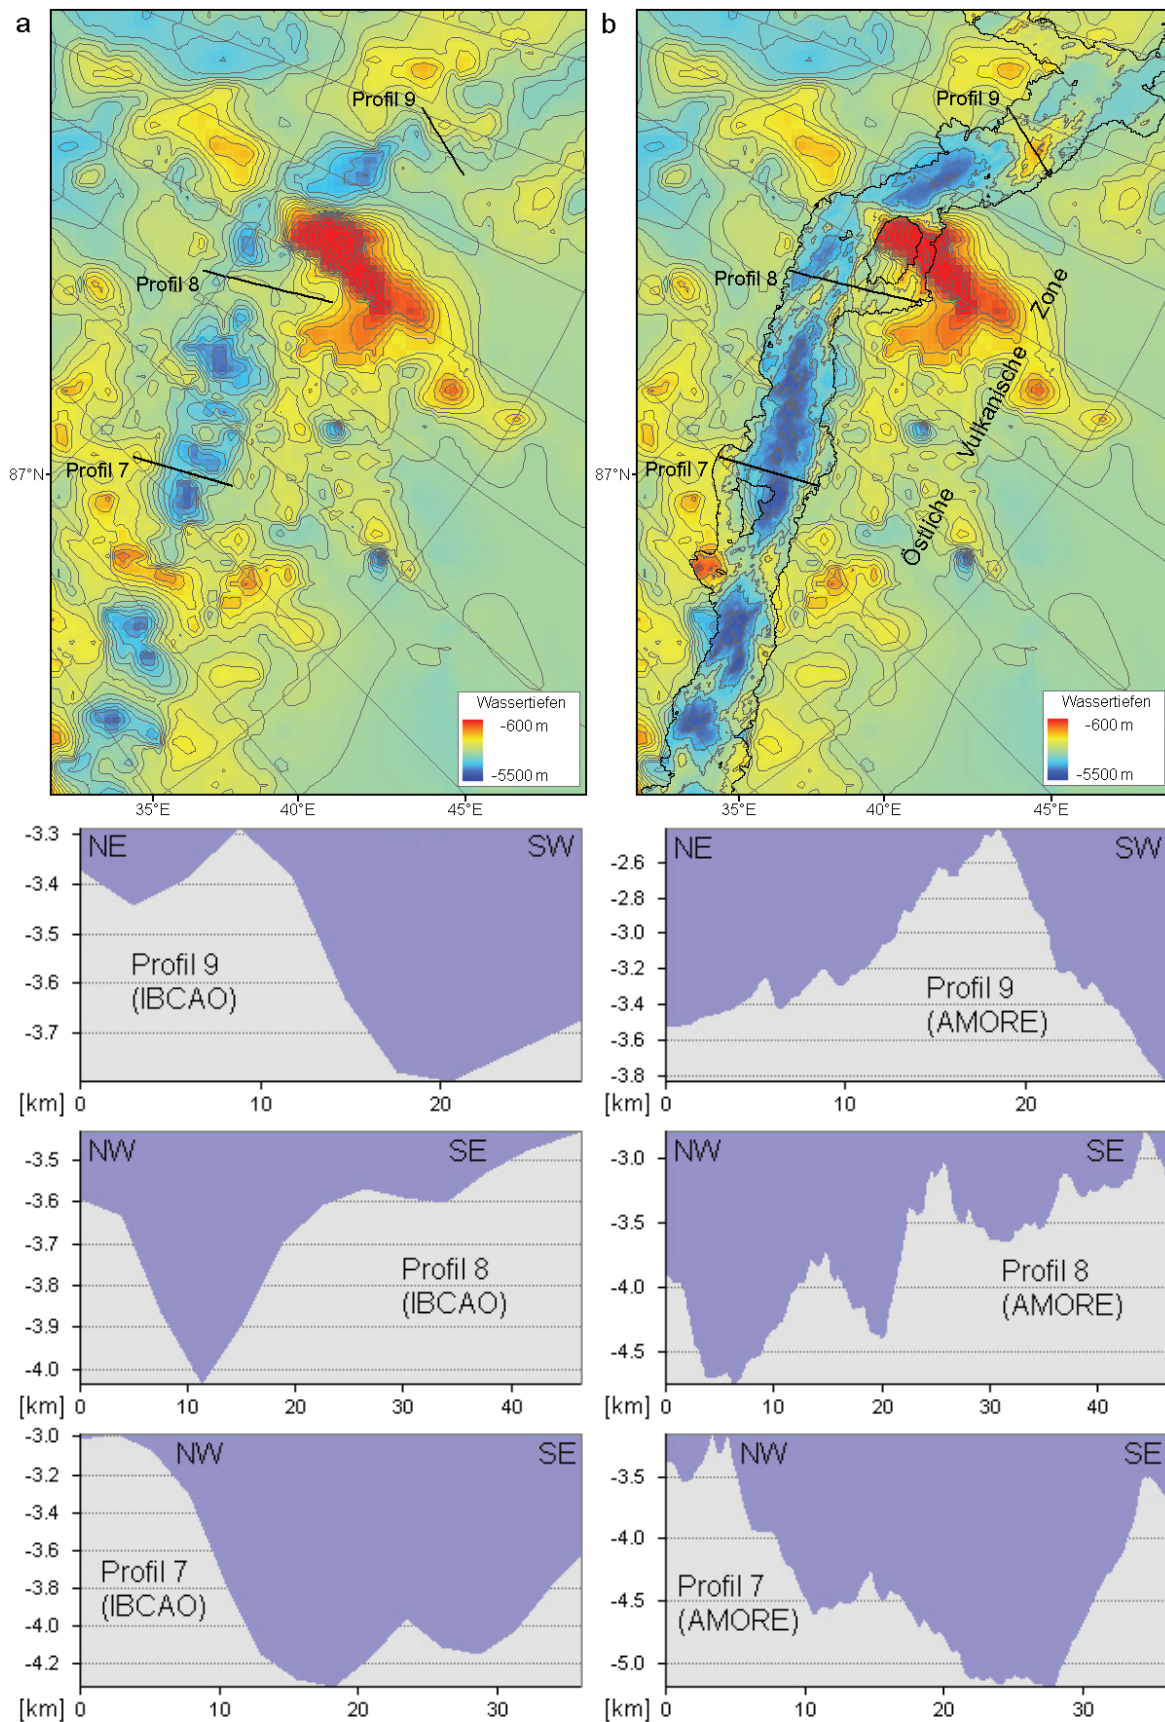 a
Profil 9
Profil 8
87°N
Profil 7
Wassertiefen
-600 m
-5500 m
35°E
40°E
45°E
b
Profil 9
Profil 8
Zone
Vulkanische
Östliche
87°N
Profil 7
Wassertiefen
-600 m
-5500 m
35°E
40°E
45°E
-3.3
-3.4
-3.5
-3.6
-3.7
NE
SW
Profil 9
(IBCAO)
[km]
0
10
20
-2.6
-2.8
-3.0
-3.2
-3.4
-3.6
-3.8
NE
SW
Profil 9
(AMORE)
[km]
0
10
20
-3.5
-3.6
-3.7
-3.8
-3.9
-4.0
NW
SE
Profil 8
(IBCAO)
[km]
0
10
20
30
40
-3.0
-3.5
-4.0
-4.5
NW
SE
Profil 8
(AMORE)
[km]
0
10
20
30
40
-3.0
-3.2
-3.4
-3.6
-3.8
-4.0
-4.2
NW
SE
Profil 7
(IBCAO)
[km]
0
10
20
30
-3.5
-4.0
-4.5
-5.0
NW
SE
Profil 7
(AMORE)
[km]
0
10
20
30